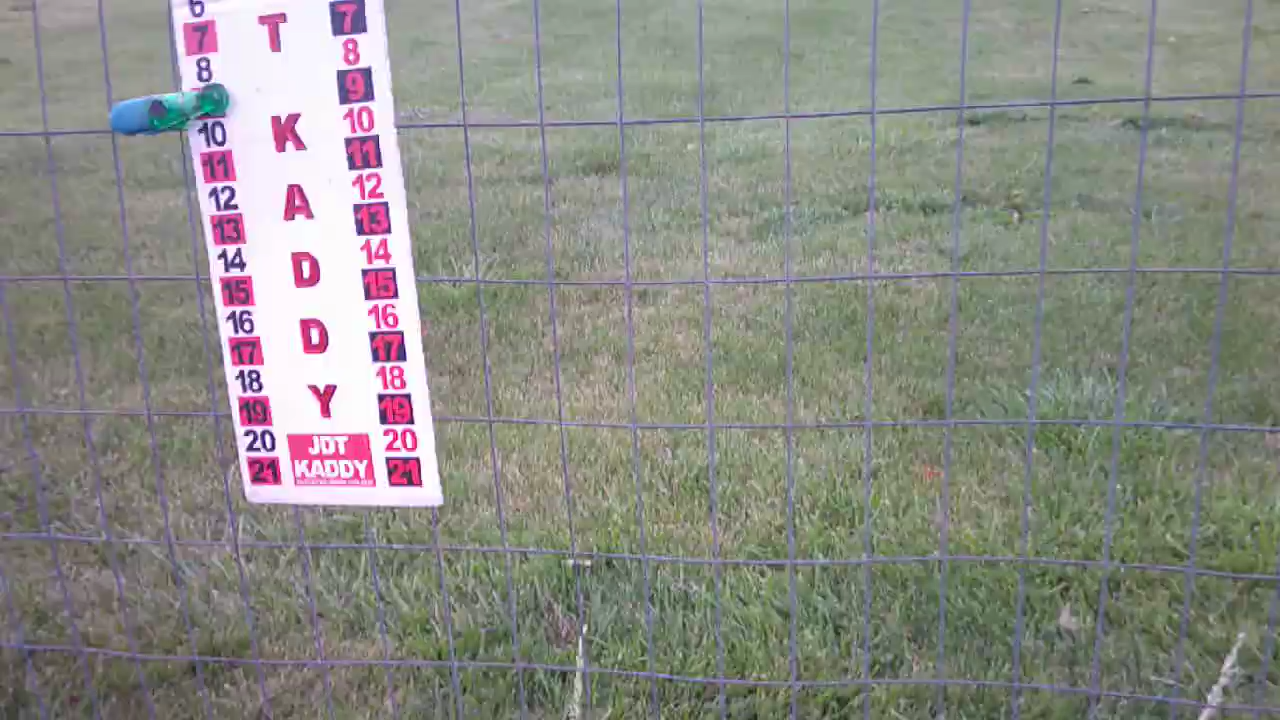 6 7
7 T 8
8 9
10 K 10
11 11
12 A 12
13 13
14 D 14
15 15
16 D 16
17 17
18 Y 18
19 19
20 JDT 20
21 KADDY 21